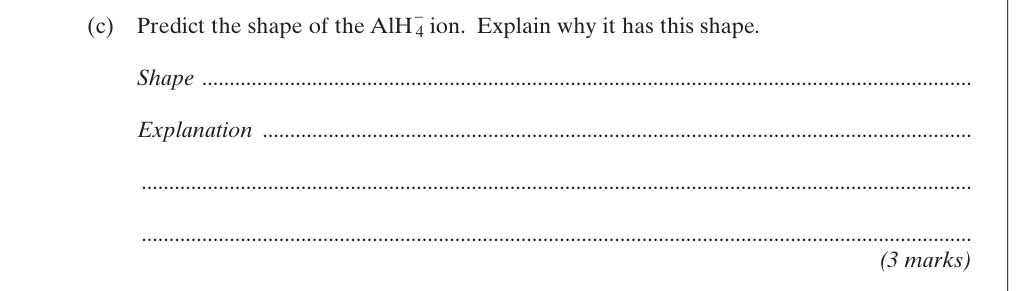 (c) Predict the shape of the AlH₄⁻ ion. Explain why it has this shape.
Shape ..........................................................................................................................................
Explanation ................................................................................................................................
......................................................................................................................................................
......................................................................................................................................................
(3 marks)